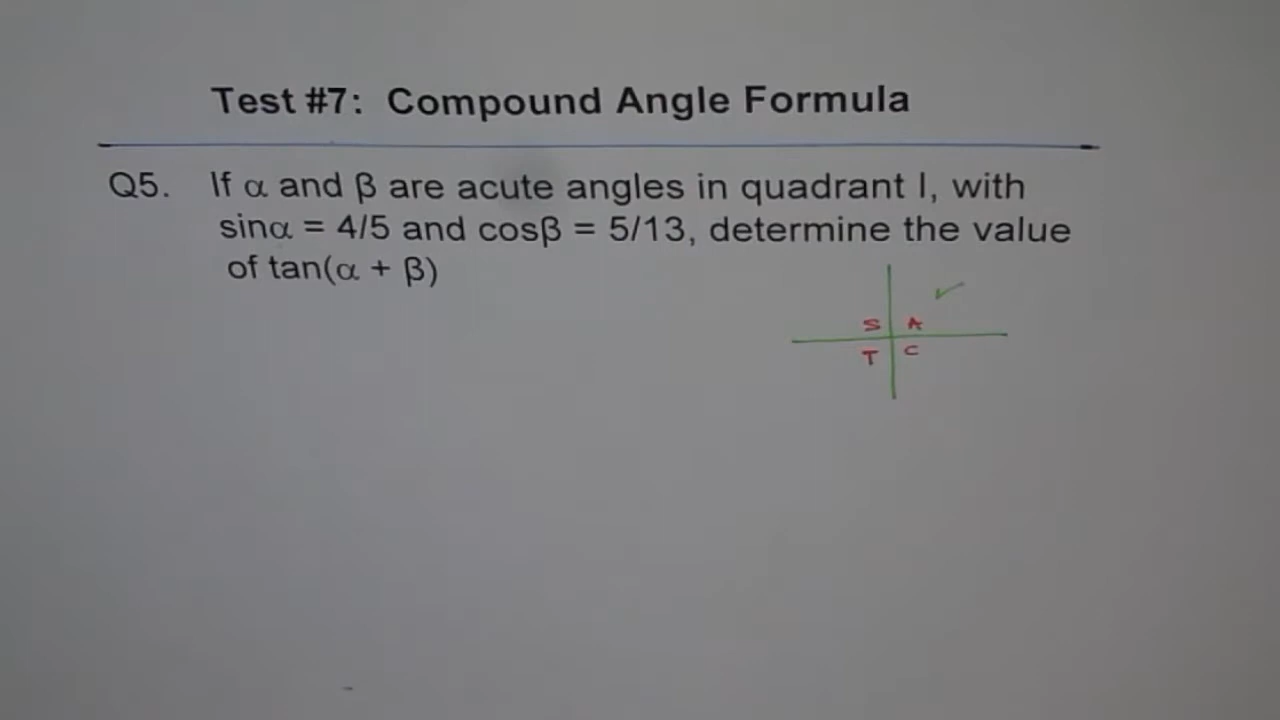 Test #7: Compound Angle Formula
Q5. If α and β are acute angles in quadrant I, with
sinα = 4/5 and cosβ = 5/13, determine the value
of tan(α + β)
S A
T C